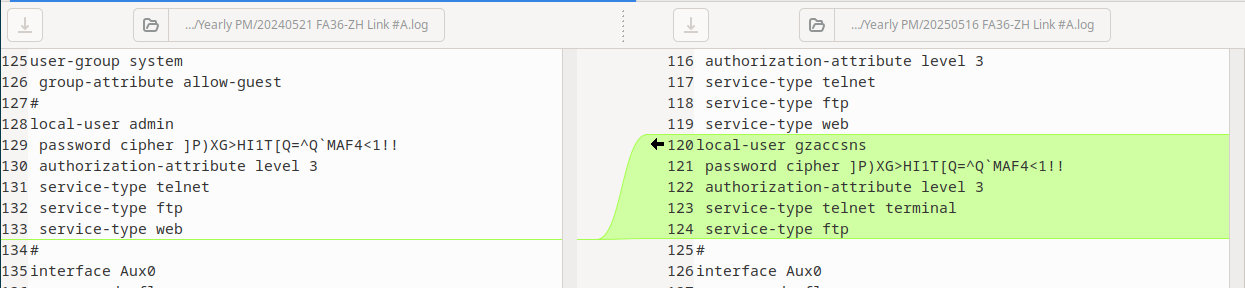 .../Yearly PM/20240521 FA36-ZH Link #A.log
125 user-group system
126 group-attribute allow-guest
127 #
128 local-user admin
129 password cipher ]P)XG>HI1T[Q=^Q`MAF4<1!!
130 authorization-attribute level 3
131 service-type telnet
132 service-type ftp
133 service-type web
134 #
135 interface Aux0
.../Yearly PM/20250516 FA36-ZH Link #A.log
116 authorization-attribute level 3
117 service-type telnet
118 service-type ftp
119 service-type web
120 local-user gzaccsns
121 password cipher ]P)XG>HI1T[Q=^Q`MAF4<1!!
122 authorization-attribute level 3
123 service-type telnet terminal
124 service-type ftp
125 #
126 interface Aux0